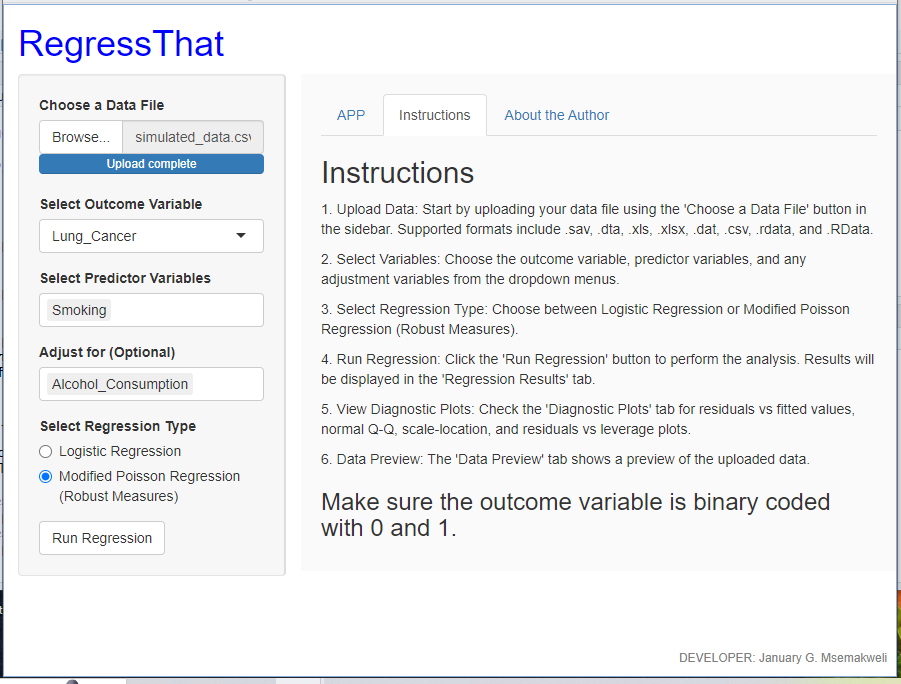 RegressThat
Choose a Data File
Browse... simulated_data.csv
Upload complete
Select Outcome Variable
Lung_Cancer
Select Predictor Variables
Smoking
Adjust for (Optional)
Alcohol_Consumption
Select Regression Type
Logistic Regression
Modified Poisson Regression
(Robust Measures)
Run Regression
APP Instructions About the Author
Instructions
1. Upload Data: Start by uploading your data file using the 'Choose a Data File' button in
the sidebar. Supported formats include .sav, .dta, .xls, .xlsx, .dat, .csv, .rdata, and .RData.
2. Select Variables: Choose the outcome variable, predictor variables, and any
adjustment variables from the dropdown menus.
3. Select Regression Type: Choose between Logistic Regression or Modified Poisson
Regression (Robust Measures).
4. Run Regression: Click the 'Run Regression' button to perform the analysis. Results will
be displayed in the 'Regression Results' tab.
5. View Diagnostic Plots: Check the 'Diagnostic Plots' tab for residuals vs fitted values,
normal Q-Q, scale-location, and residuals vs leverage plots.
6. Data Preview: The 'Data Preview' tab shows a preview of the uploaded data.
Make sure the outcome variable is binary coded
with 0 and 1.
DEVELOPER: January G. Msemakweli